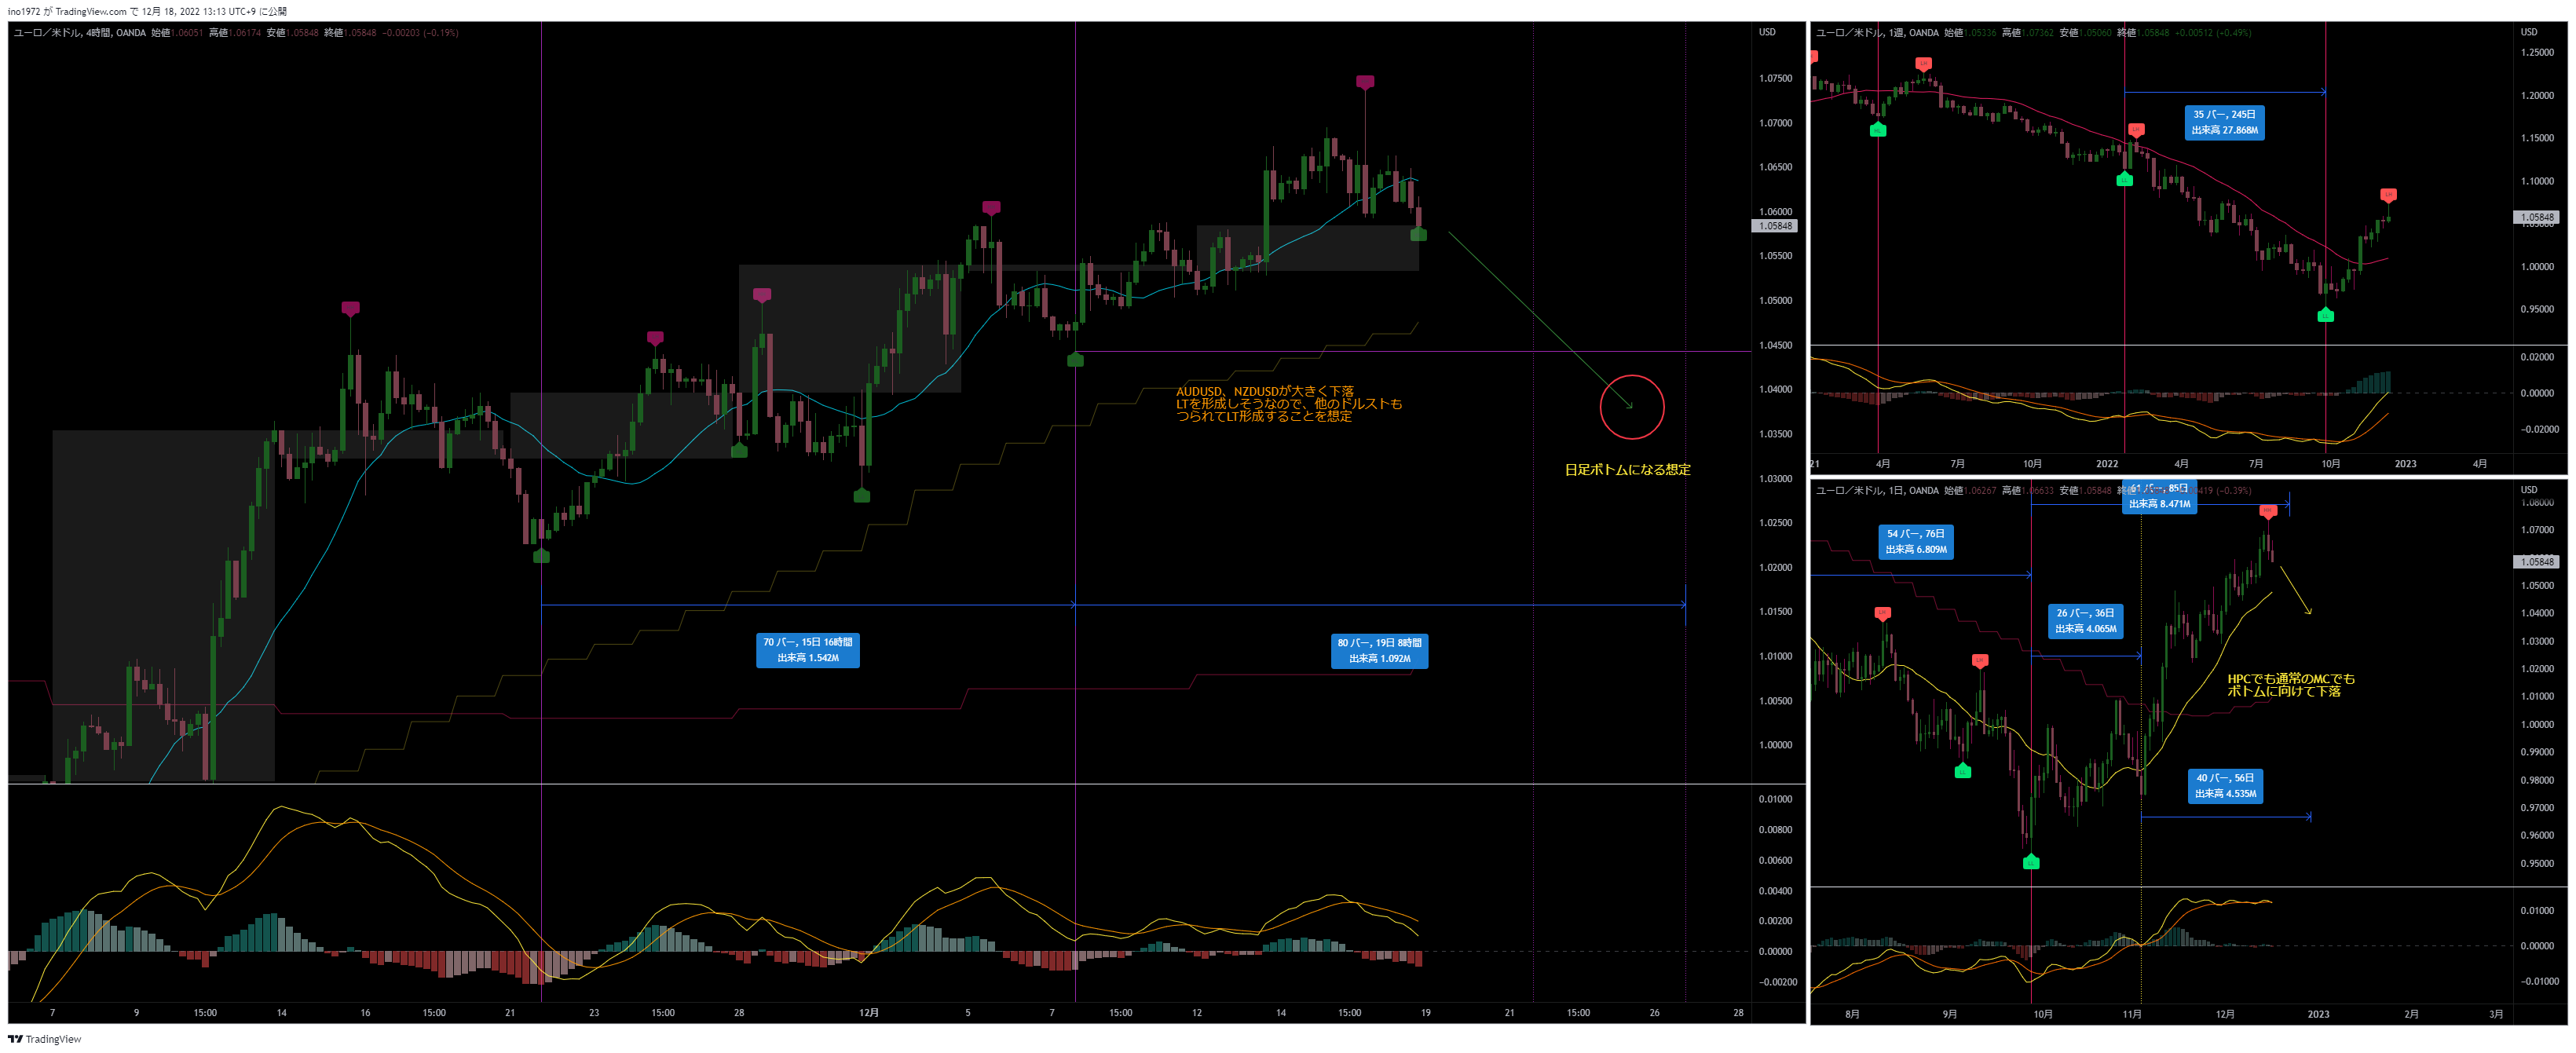 ino1972 が TradingView.com で 12月 18, 2022 13:13 UTC+9 に公開
ユーロ／米ドル, 4時間, OANDA 始値1.06051 高値1.06174 安値1.05848 終値1.05848 −0.00203 (−0.19%)
USD
1.07500
1.07000
1.06500
1.06000
1.05848
1.05500
1.05000
1.04500
1.04000
1.03500
1.03000
1.02500
1.02000
1.01500
1.01000
1.00500
1.00000
AUDUSD、NZDUSDが大きく下落
LTを形成しそうなので、他のドルストも
つられてLT形成することを想定
日足ボトムになる想定
70 バー, 15日 16時間
出来高 1.542M
80 バー, 19日 8時間
出来高 1.092M
0.01000
0.00800
0.00600
0.00400
0.00200
0.00000
−0.00200
7 9 15:00 14 16 15:00 21 23 15:00 28 12月 5 7 15:00 12 14 15:00 19 21 15:00 26 28
ユーロ／米ドル, 1週, OANDA 始値1.05336 高値1.07362 安値1.05060 終値1.05848 +0.00512 (+0.49%)
USD
1.25000
1.20000
1.15000
1.10000
1.05848
1.00000
0.95000
35 バー, 245日
出来高 27.868M
0.02000
0.00000
−0.02000
21 4月 7月 10月 2022 4月 7月 10月 2023 4月
ユーロ／米ドル, 1日, OANDA 始値1.06267 高値1.06633 安値1.05848 終値 (−0.39%)
USD
61 バー, 85日
出来高 8.471M
54 バー, 76日
出来高 6.809M
26 バー, 36日
出来高 4.065M
HPCでも通常のMCでも
ボトムに向けて下落
40 バー, 56日
出来高 4.535M
1.08000
1.07000
1.05848
1.05000
1.04000
1.03000
1.02000
1.01000
1.00000
0.99000
0.98000
0.97000
0.96000
0.95000
0.01000
0.00000
−0.01000
8月 9月 10月 11月 12月 2023 2月 3月
TradingView